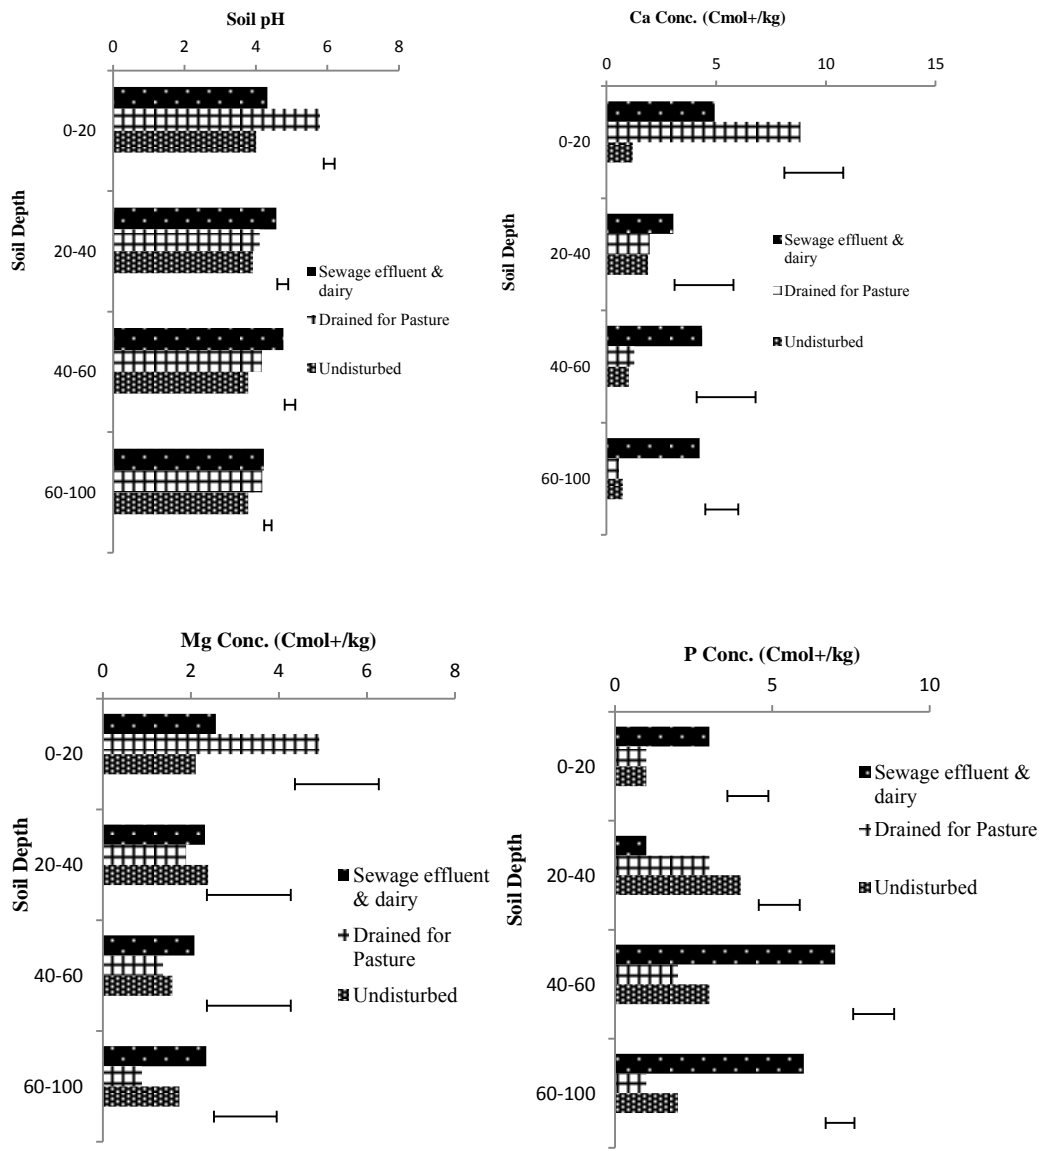 Soil pH
0 2 4 6 8
Soil Depth
0-20
20-40
40-60
60-100
Sewage effluent &
dairy
Drained for Pasture
Undisturbed
Ca Conc. (Cmol+/kg)
0 5 10 15
Soil Depth
0-20
20-40
40-60
60-100
Sewage effluent &
dairy
Drained for Pasture
Undisturbed
Mg Conc. (Cmol+/kg)
0 2 4 6 8
Soil Depth
0-20
20-40
40-60
60-100
Sewage effluent
& dairy
Drained for
Pasture
Undisturbed
P Conc. (Cmol+/kg)
0 5 10
Soil Depth
0-20
20-40
40-60
60-100
Sewage effluent &
dairy
Drained for Pasture
Undisturbed